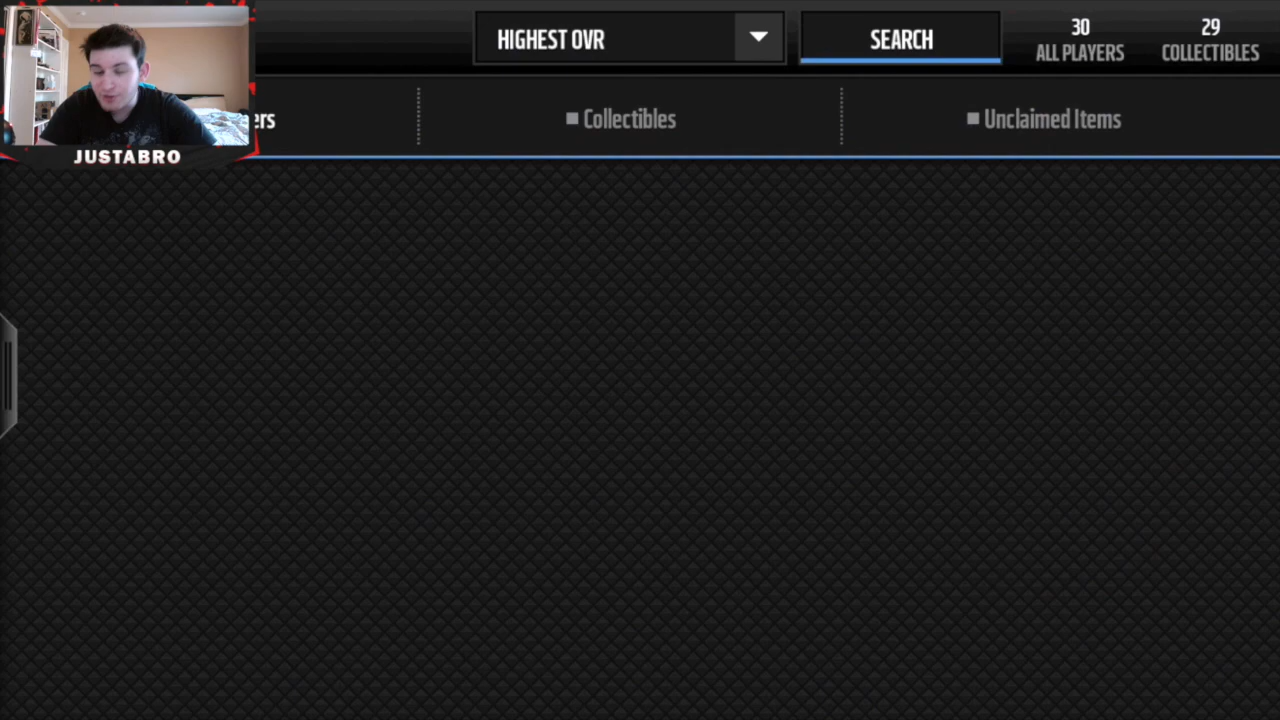 HIGHEST OVR
SEARCH
30
ALL PLAYERS
29
COLLECTIBLES
ers
Collectibles
Unclaimed Items
JUSTABRO